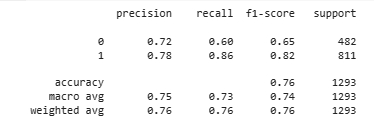 precision recall f1-score support
0 0.72 0.60 0.65 482
1 0.78 0.86 0.82 811
accuracy 0.76 1293
macro avg 0.75 0.73 0.74 1293
weighted avg 0.76 0.76 0.76 1293